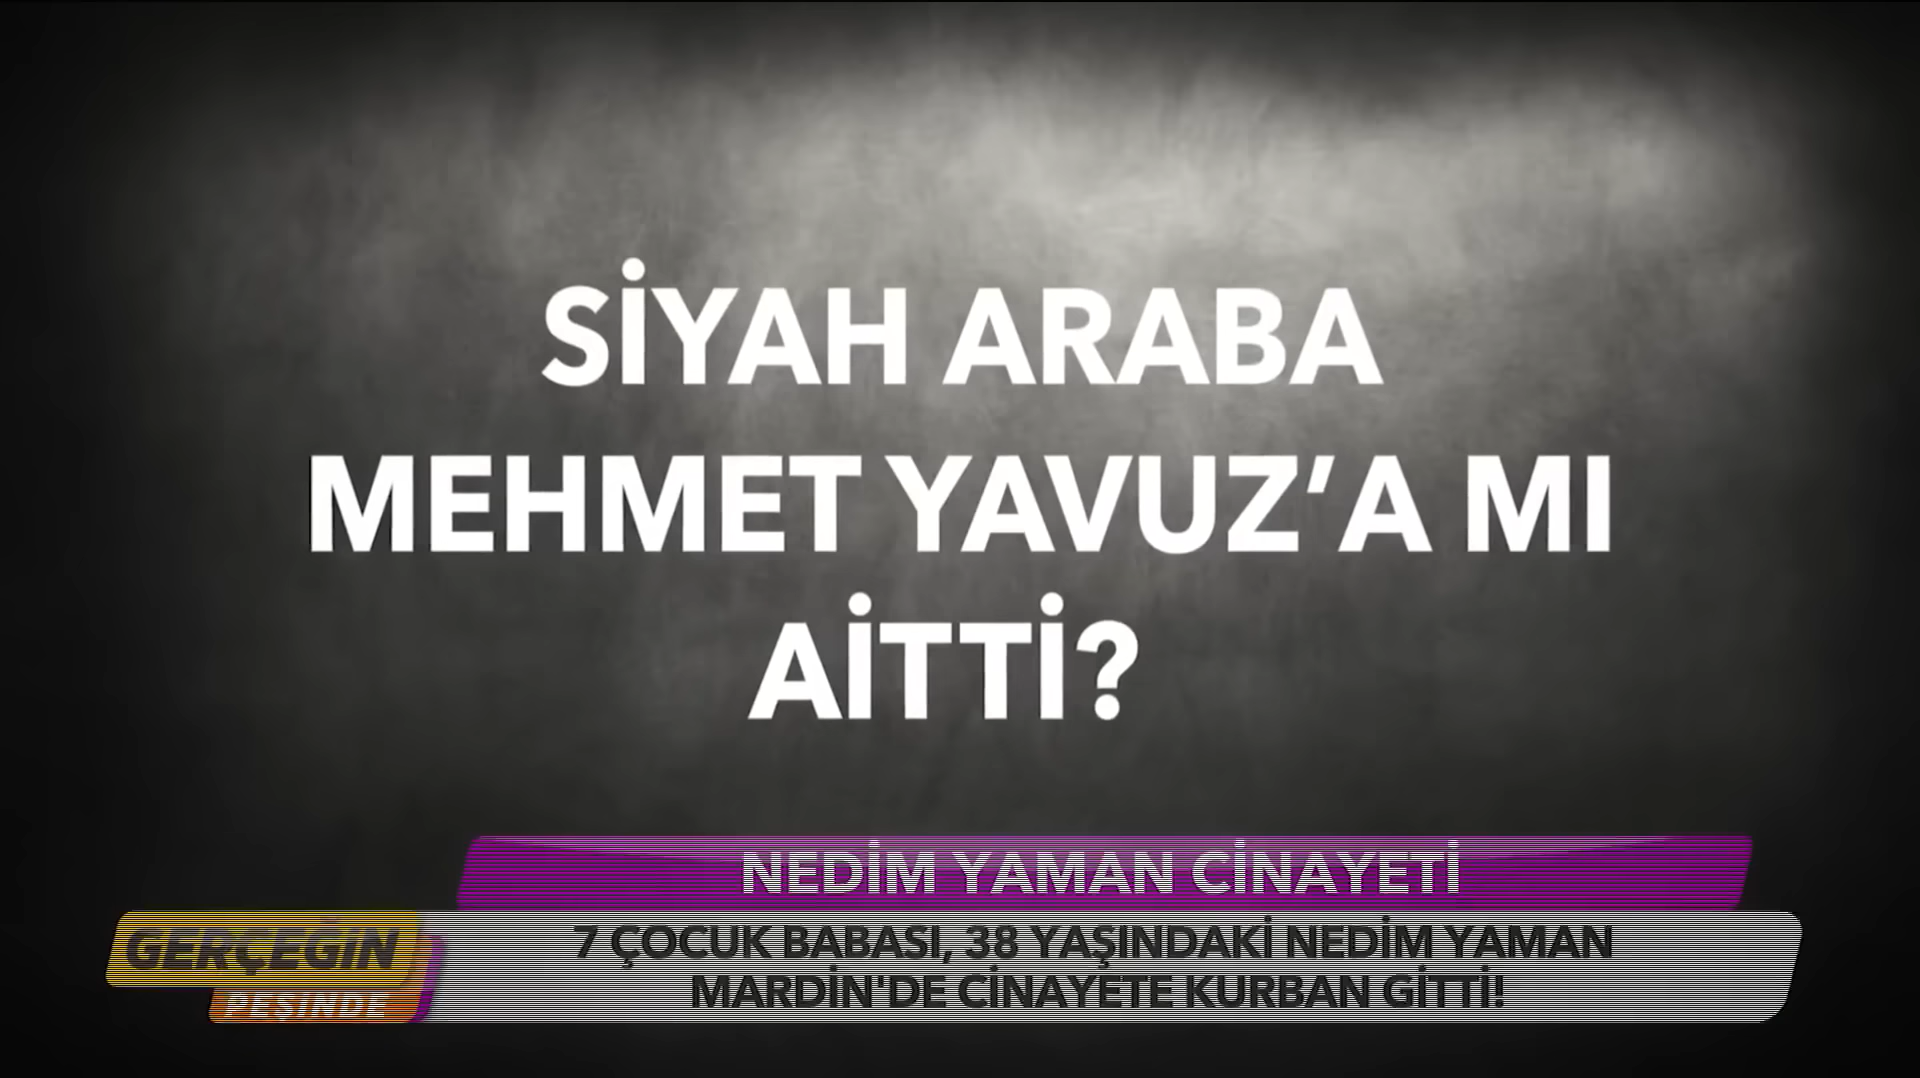 SİYAH ARABA
MEHMET YAVUZ’A MI
AİTTİ?
NEDİM YAMAN CİNAYETİ
GERÇEĞİN
PEŞİNDE
7 ÇOCUK BABASI, 38 YAŞINDAKİ NEDİM YAMAN
MARDİN'DE CİNAYETE KURBAN GİTTİ!